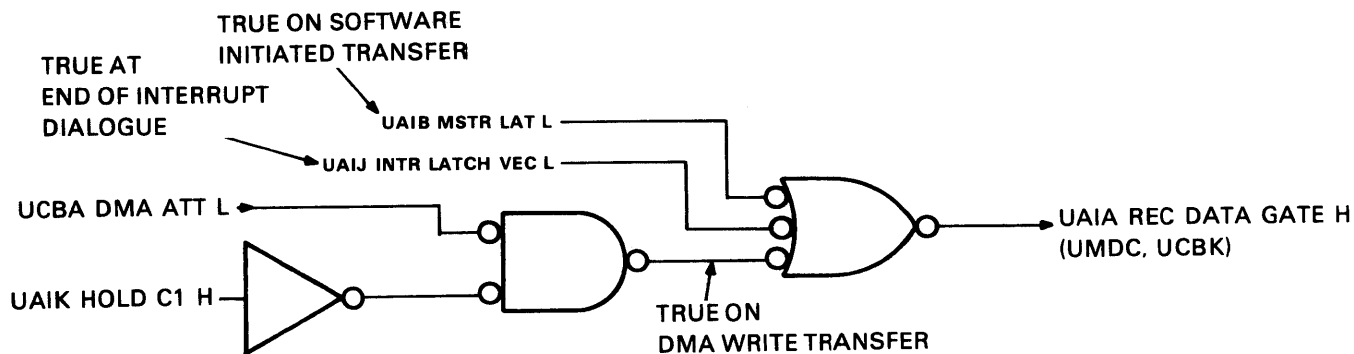 TRUE ON SOFTWARE
INITIATED TRANSFER
TRUE AT
END OF INTERRUPT
DIALOGUE
UAIB MSTR LAT L
UAIJ INTR LATCH VEC L
UCBA DMA ATT L
UAIA REC DATA GATE H
(UMDC, UCBK)
UAIK HOLD C1 H
TRUE ON
DMA WRITE TRANSFER